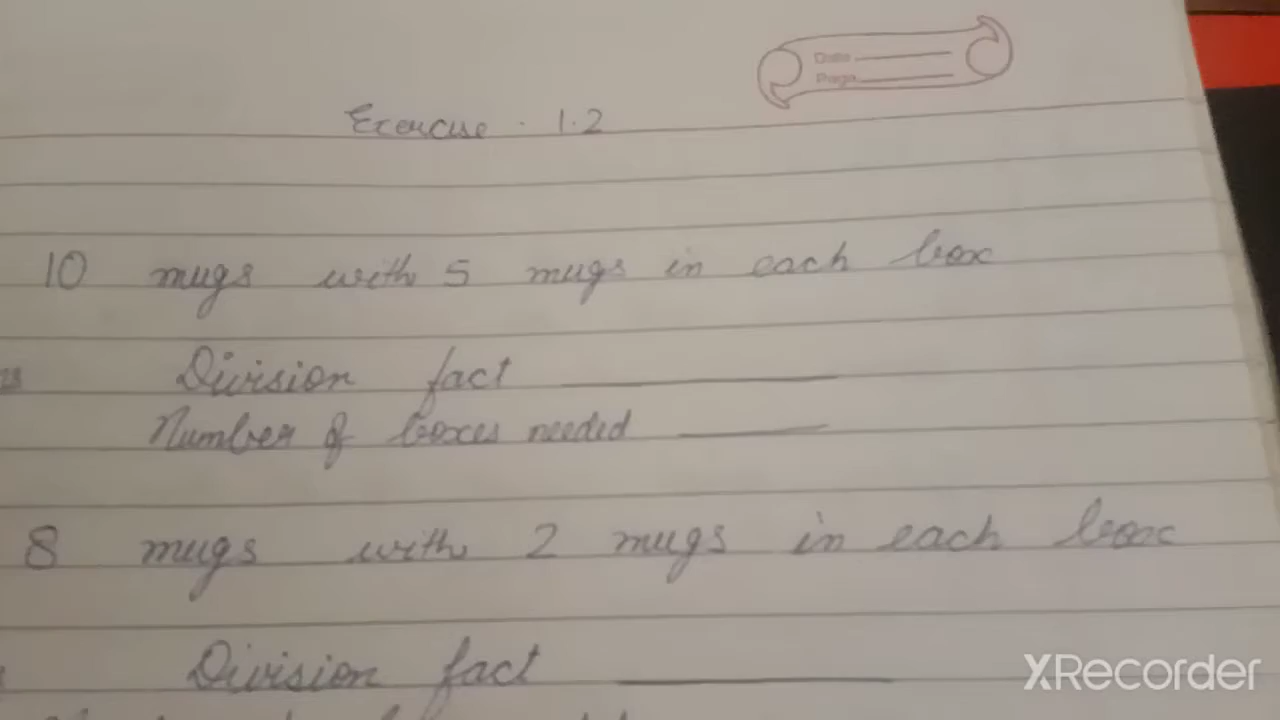 Date
Page
Exercise . 1.2
10 mugs with 5 mugs in each box
Division fact
Number of boxes needed
8 mugs with 2 mugs in each box
Division fact
XRecorder